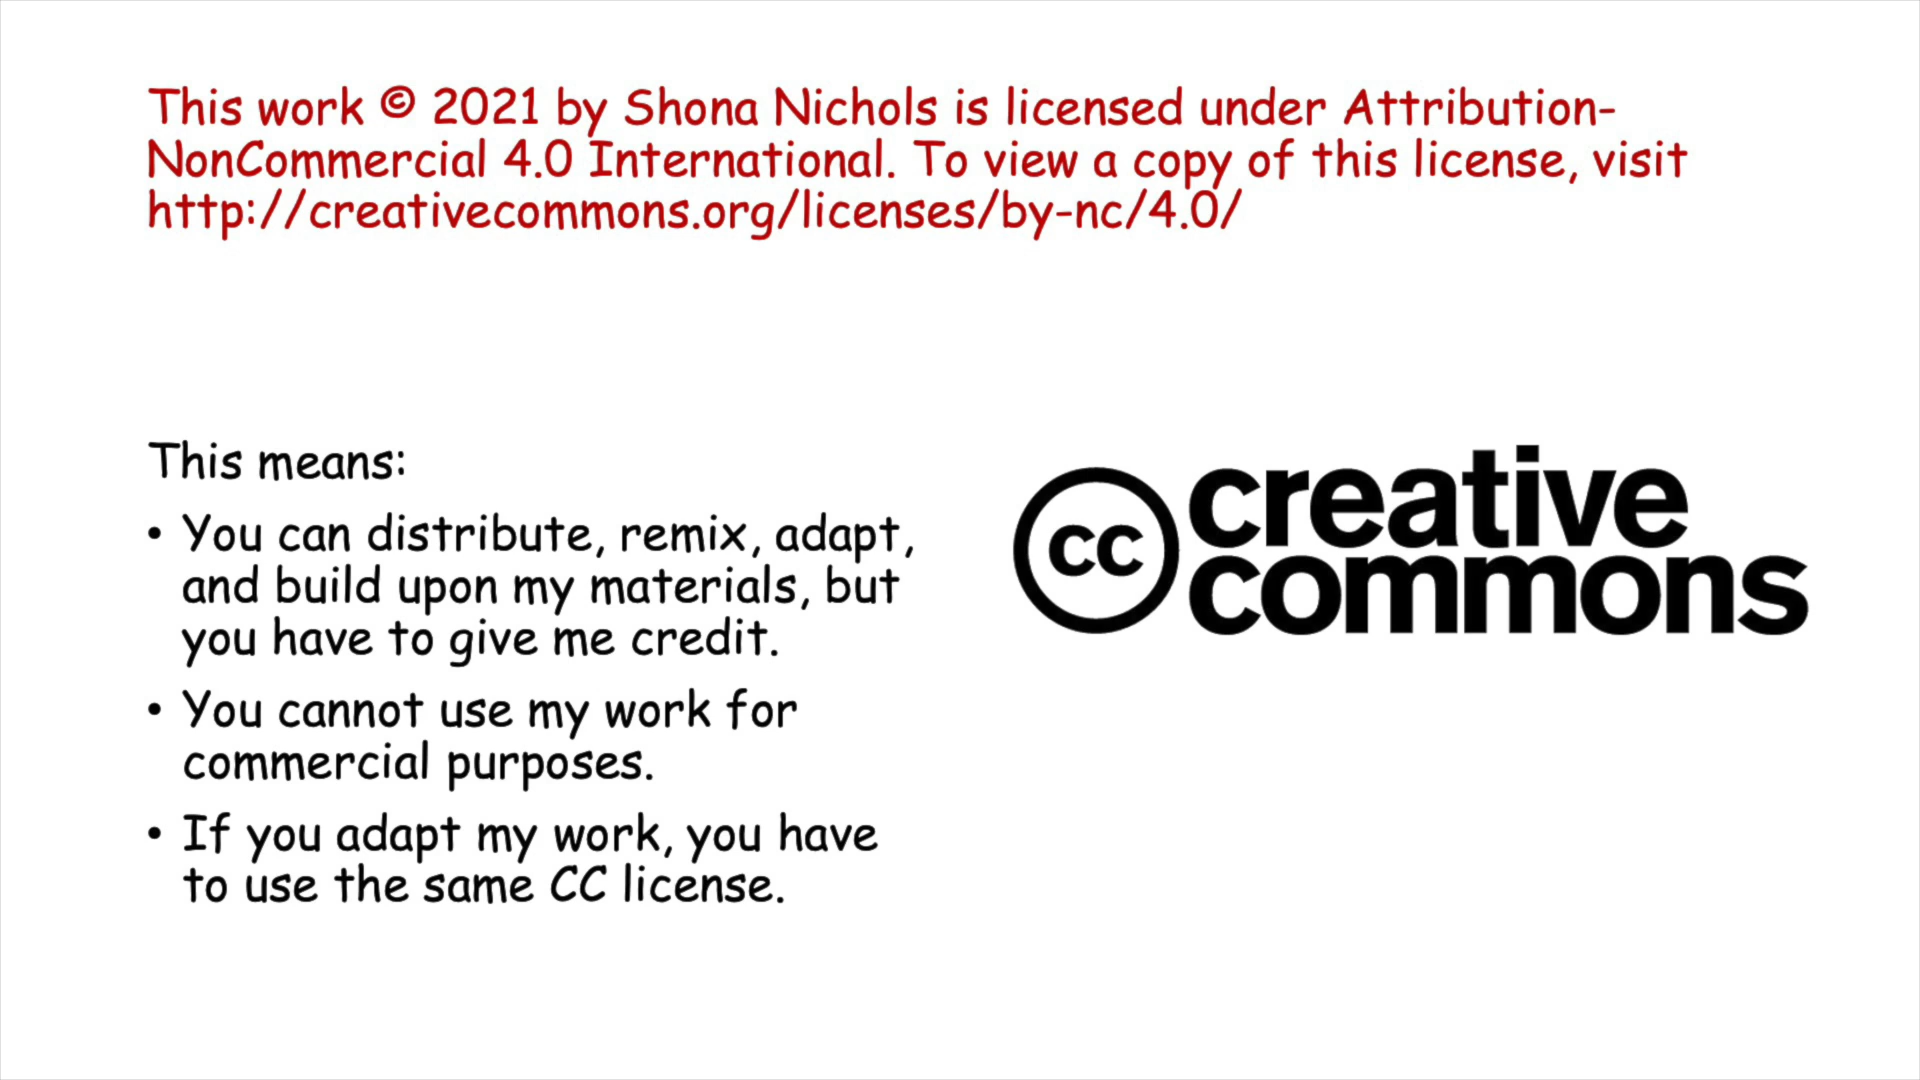 This work © 2021 by Shona Nichols is licensed under Attribution-
NonCommercial 4.0 International. To view a copy of this license, visit
http://creativecommons.org/licenses/by-nc/4.0/
This means:
• You can distribute, remix, adapt,
and build upon my materials, but
you have to give me credit.
• You cannot use my work for
commercial purposes.
• If you adapt my work, you have
to use the same CC license.
cc
creative
commons